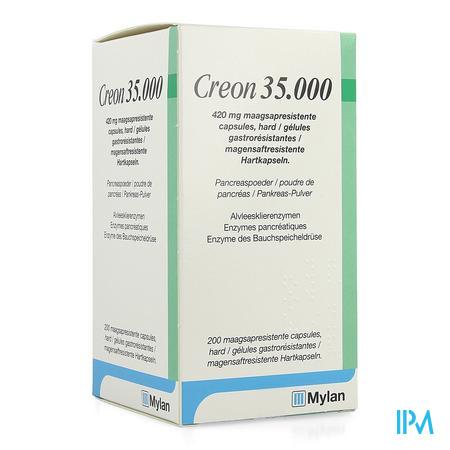 Creon 35.000
420 mg maagsapresistente
capsules, hard / gélules
gastrorésistantes /
magensaftresistente
Hartkapseln.
Pancreaspoeder / poudre de
pancréas / Pankreas-Pulver
Alvleesklierenzymen
Enzymes pancréatiques
Enzyme des Bauchspeicheldrüse
200 maagsapresistente capsules,
hard / gélules gastrorésistantes /
magensaftresistente Hartkapseln.
Mylan
Creon 35.000
420 mg maagsapresistente
capsules, hard / gélules
gastrorésistantes /
magensaftresistente
Hartkapseln.
Pancreaspoeder / poudre de
pancréas / Pankreas-Pulver
Alvleesklierenzymen
Enzymes pancréatiques
Enzyme des Bauchspeicheldrüse
200 maagsapresistente capsules,
hard / gélules gastrorésistantes /
magensaftresistente Hartkapseln.
Mylan
IPM